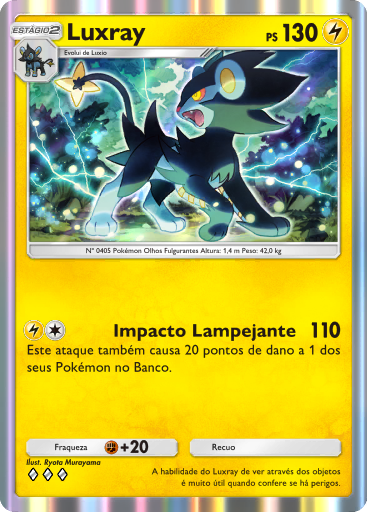 ESTÁGIO 2
Luxray
PS 130
Evolui de Luxio
Nº 0405 Pokémon Olhos Fulgurantes Altura: 1,4 m Peso: 42,0 kg
Impacto Lampejante 110
Este ataque também causa 20 pontos de dano a 1 dos
seus Pokémon no Banco.
Fraqueza +20
Recuo
Ilust. Ryota Murayama
A habilidade do Luxray de ver através dos objetos
é muito útil quando confere se há perigos.